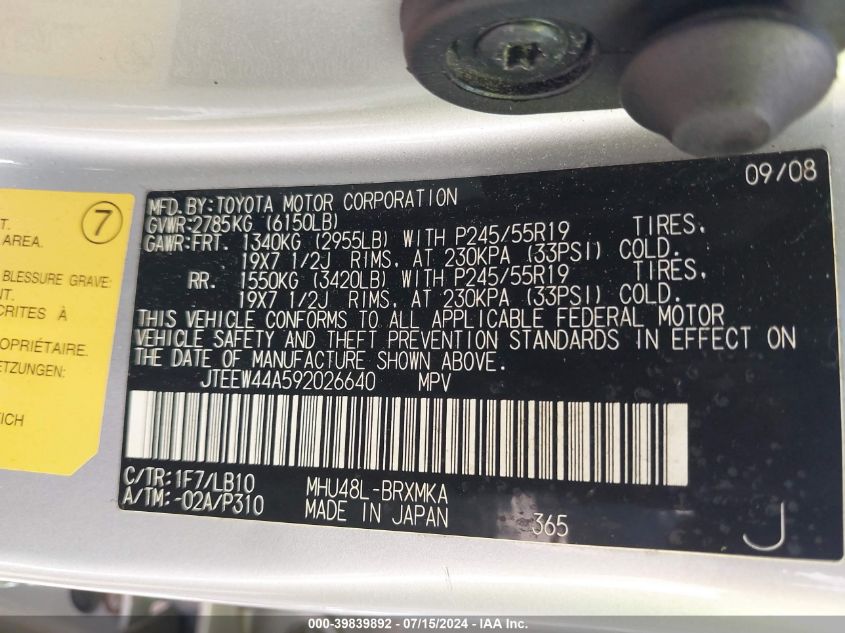 09/08
MFD.BY:TOYOTA MOTOR CORPORATION
GVWR:2785KG (6150LB)
GAWR:FRT. 1340KG (2955LB) WITH P245/55R19 TIRES,
19X7 1/2J RIMS, AT 230KPA (33PSI) COLD.
RR. 1550KG (3420LB) WITH P245/55R19 TIRES,
19X7 1/2J RIMS, AT 230KPA (33PSI) COLD.
THIS VEHICLE CONFORMS TO ALL APPLICABLE FEDERAL MOTOR
VEHICLE SAFETY AND THEFT PREVENTION STANDARDS IN EFFECT ON
THE DATE OF MANUFACTURE SHOWN ABOVE.
JTEEW44A592026640 MPV
C/TR:1F7/LB10 MHU48L-BRXMKA
A/TM:-02A/P310 MADE IN JAPAN 365
J
7
T.
AREA.
BLESSURE GRAVE
NT.
CRITES À
PROPRIÉTAIRE.
ETZUNGEN:
ICH
000-39839892 - 07/15/2024 - IAA Inc.